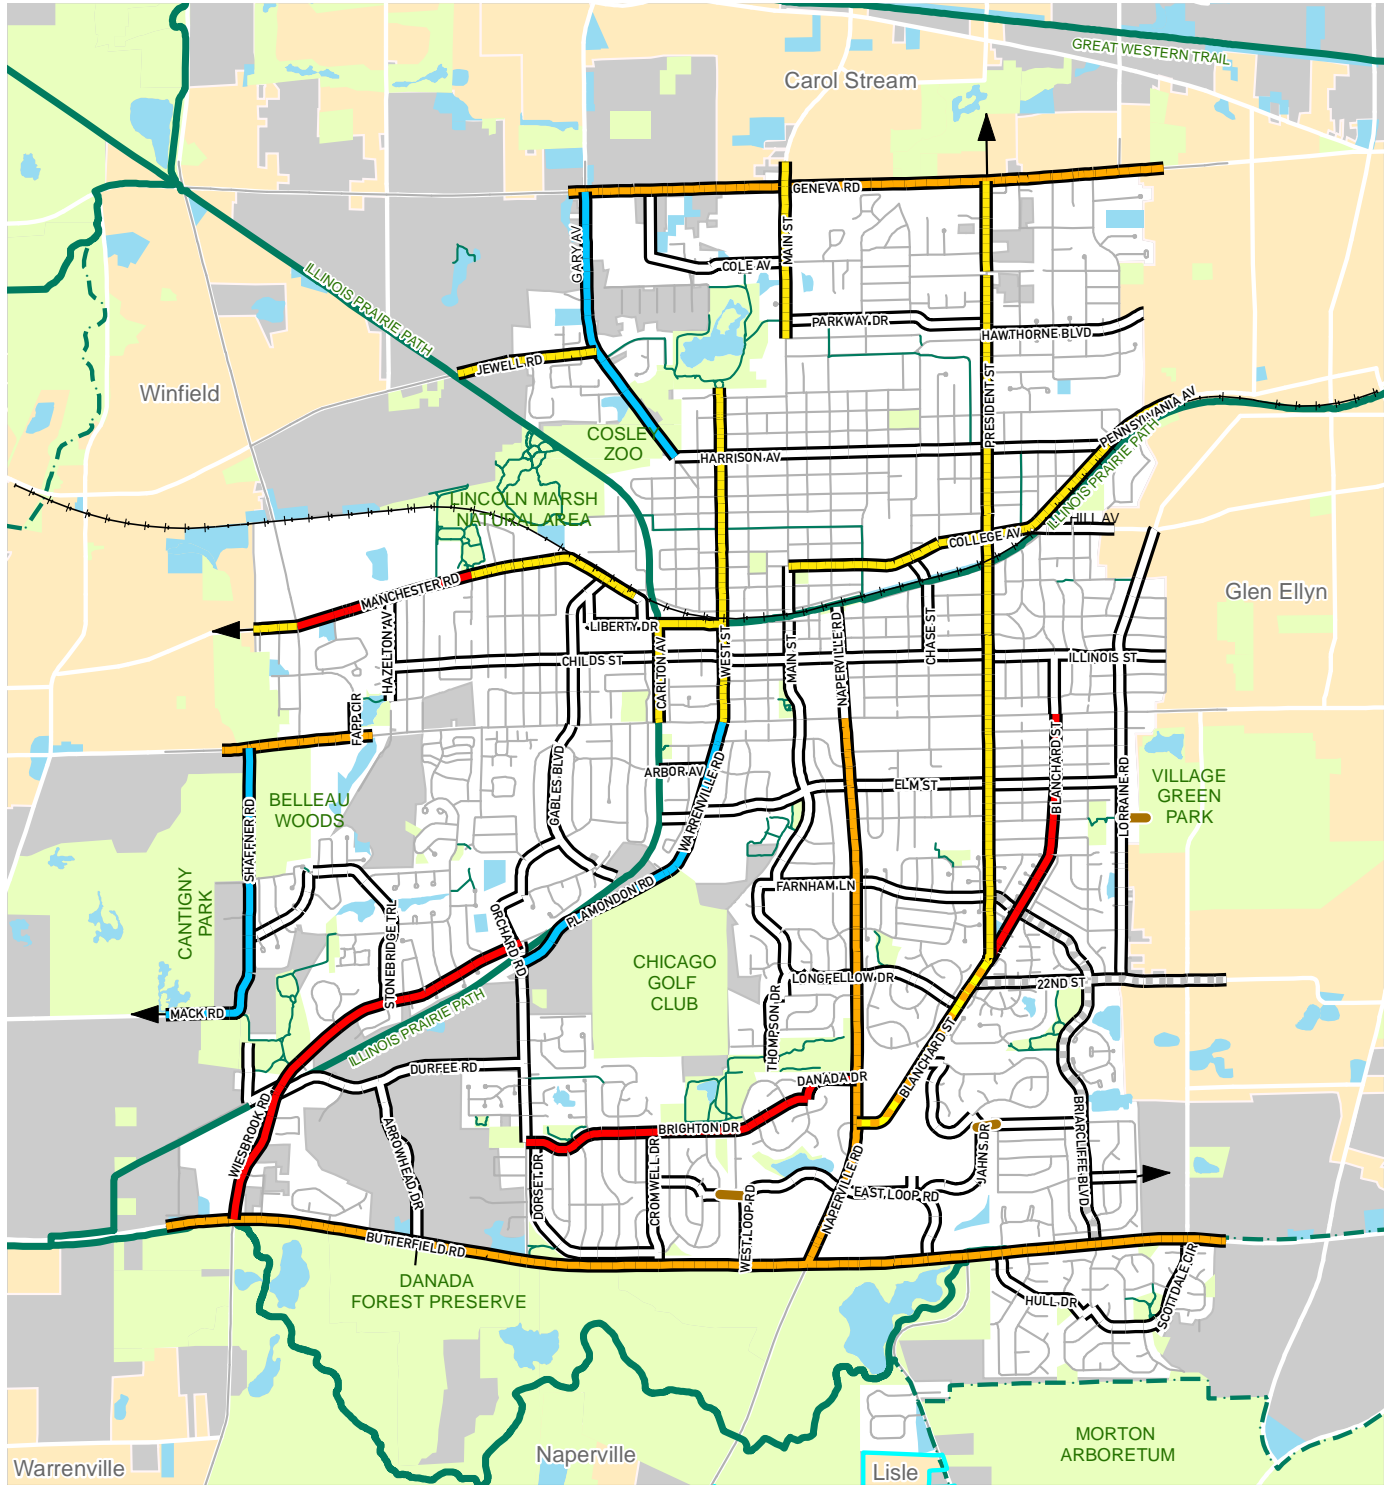 GREAT WESTERN TRAIL
Carol Stream
GENEVA RD
GARY AV
MAIN ST
COLE AV
ILLINOIS PRAIRIE PATH
PARKWAY DR
HAWTHORNE BLVD
JEWELL RD
Winfield
PRESIDENT ST
PENNSYLVANIA AV
COSLEY
ZOO
HARRISON AV
ILLINOIS PRAIRIE PATH
LINCOLN MARSH
NATURAL AREA
HILL AV
COLLEGE AV
MANCHESTER RD
Glen Ellyn
HAZELTON AV
LIBERTY DR
CHASE ST
CHILDS ST
CARLTON AV
WEST ST
MAIN ST
NAPERVILLE RD
ILLINOIS ST
FAPP CIR
BLANCHARD ST
ARBOR AV
GABLES BLVD
WARRENVILLE RD
ELM ST
LORRAINE RD
VILLAGE
GREEN
PARK
BELLEAU
WOODS
SHAFFNER RD
PLAMONDON RD
FARNHAM LN
CANTIGNY
PARK
ORCHARD RD
STONEBRIDGE TRL
CHICAGO
GOLF
CLUB
LONGFELLOW DR
22ND ST
MACK RD
THOMPSON DR
ILLINOIS PRAIRIE PATH
BLANCHARD ST
DURFEE RD
DANADA DR
WIESBROOK RD
ARROWHEAD DR
BRIGHTON DR
BRIARCLIFFE BLVD
JAHNS DR
DORSET DR
CROMWELL DR
WEST LOOP RD
NAPERVILLE RD
EAST LOOP RD
BUTTERFIELD RD
DANADA
FOREST PRESERVE
HULL DR
SCOTTDALE CIR
MORTON
ARBORETUM
Warrenville
Naperville
Lisle